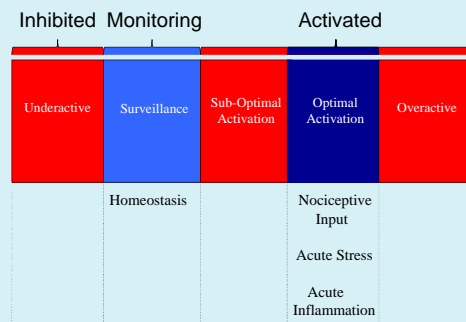 Inhibited Monitoring Activated
Underactive
Surveillance
Sub-Optimal
Activation
Optimal
Activation
Overactive
Homeostasis
Nociceptive
Input
Acute Stress
Acute
Inflammation